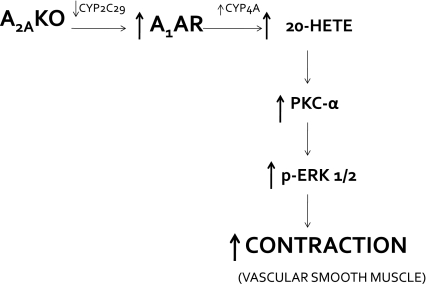 A₂ₐKO ↓CYP2C29 ↑ A₁AR ↑CYP4A ↑ 20-HETE
↑ PKC-α
↑ p-ERK 1/2
↑ CONTRACTION
(VASCULAR SMOOTH MUSCLE)